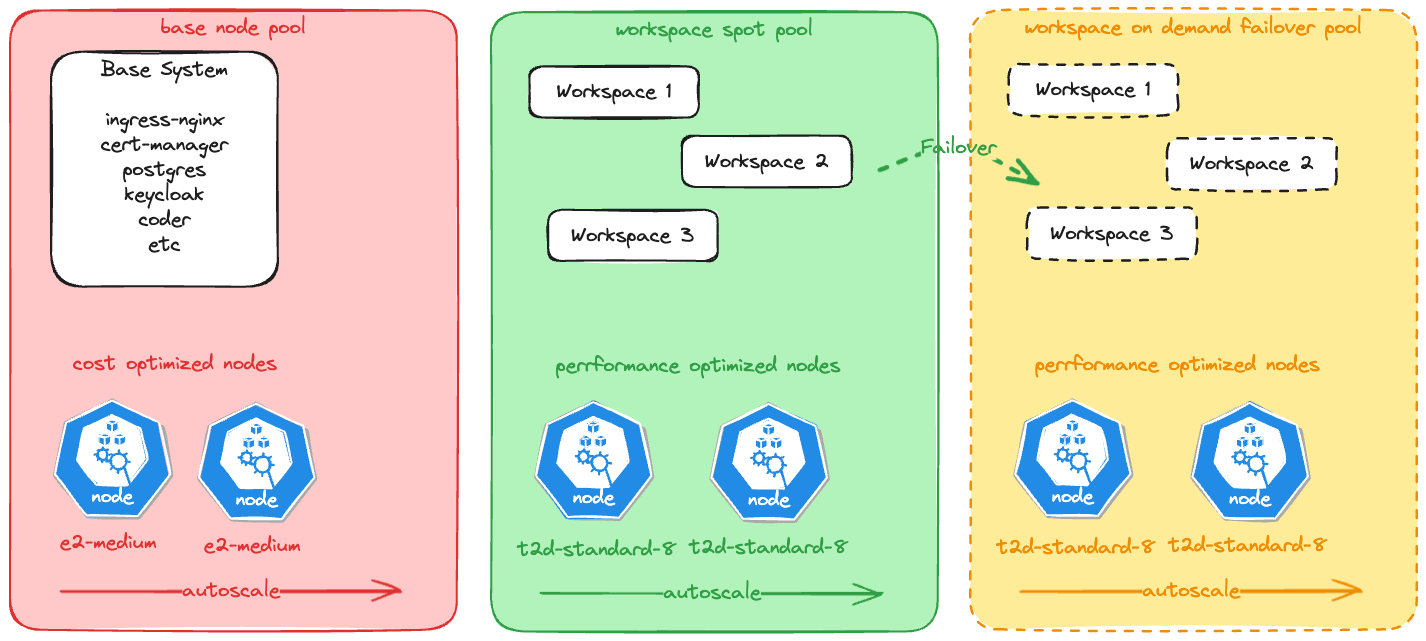 base node pool
Base System
ingress-nginx
cert-manager
postgres
keycloak
coder
etc
cost optimized nodes
node
node
e2-medium
e2-medium
autoscale
workspace spot pool
Workspace 1
Workspace 2
Workspace 3
Failover
perrformance optimized nodes
node
node
t2d-standard-8
t2d-standard-8
autoscale
workspace on demand failover pool
Workspace 1
Workspace 2
Workspace 3
perrformance optimized nodes
node
node
t2d-standard-8
t2d-standard-8
autoscale